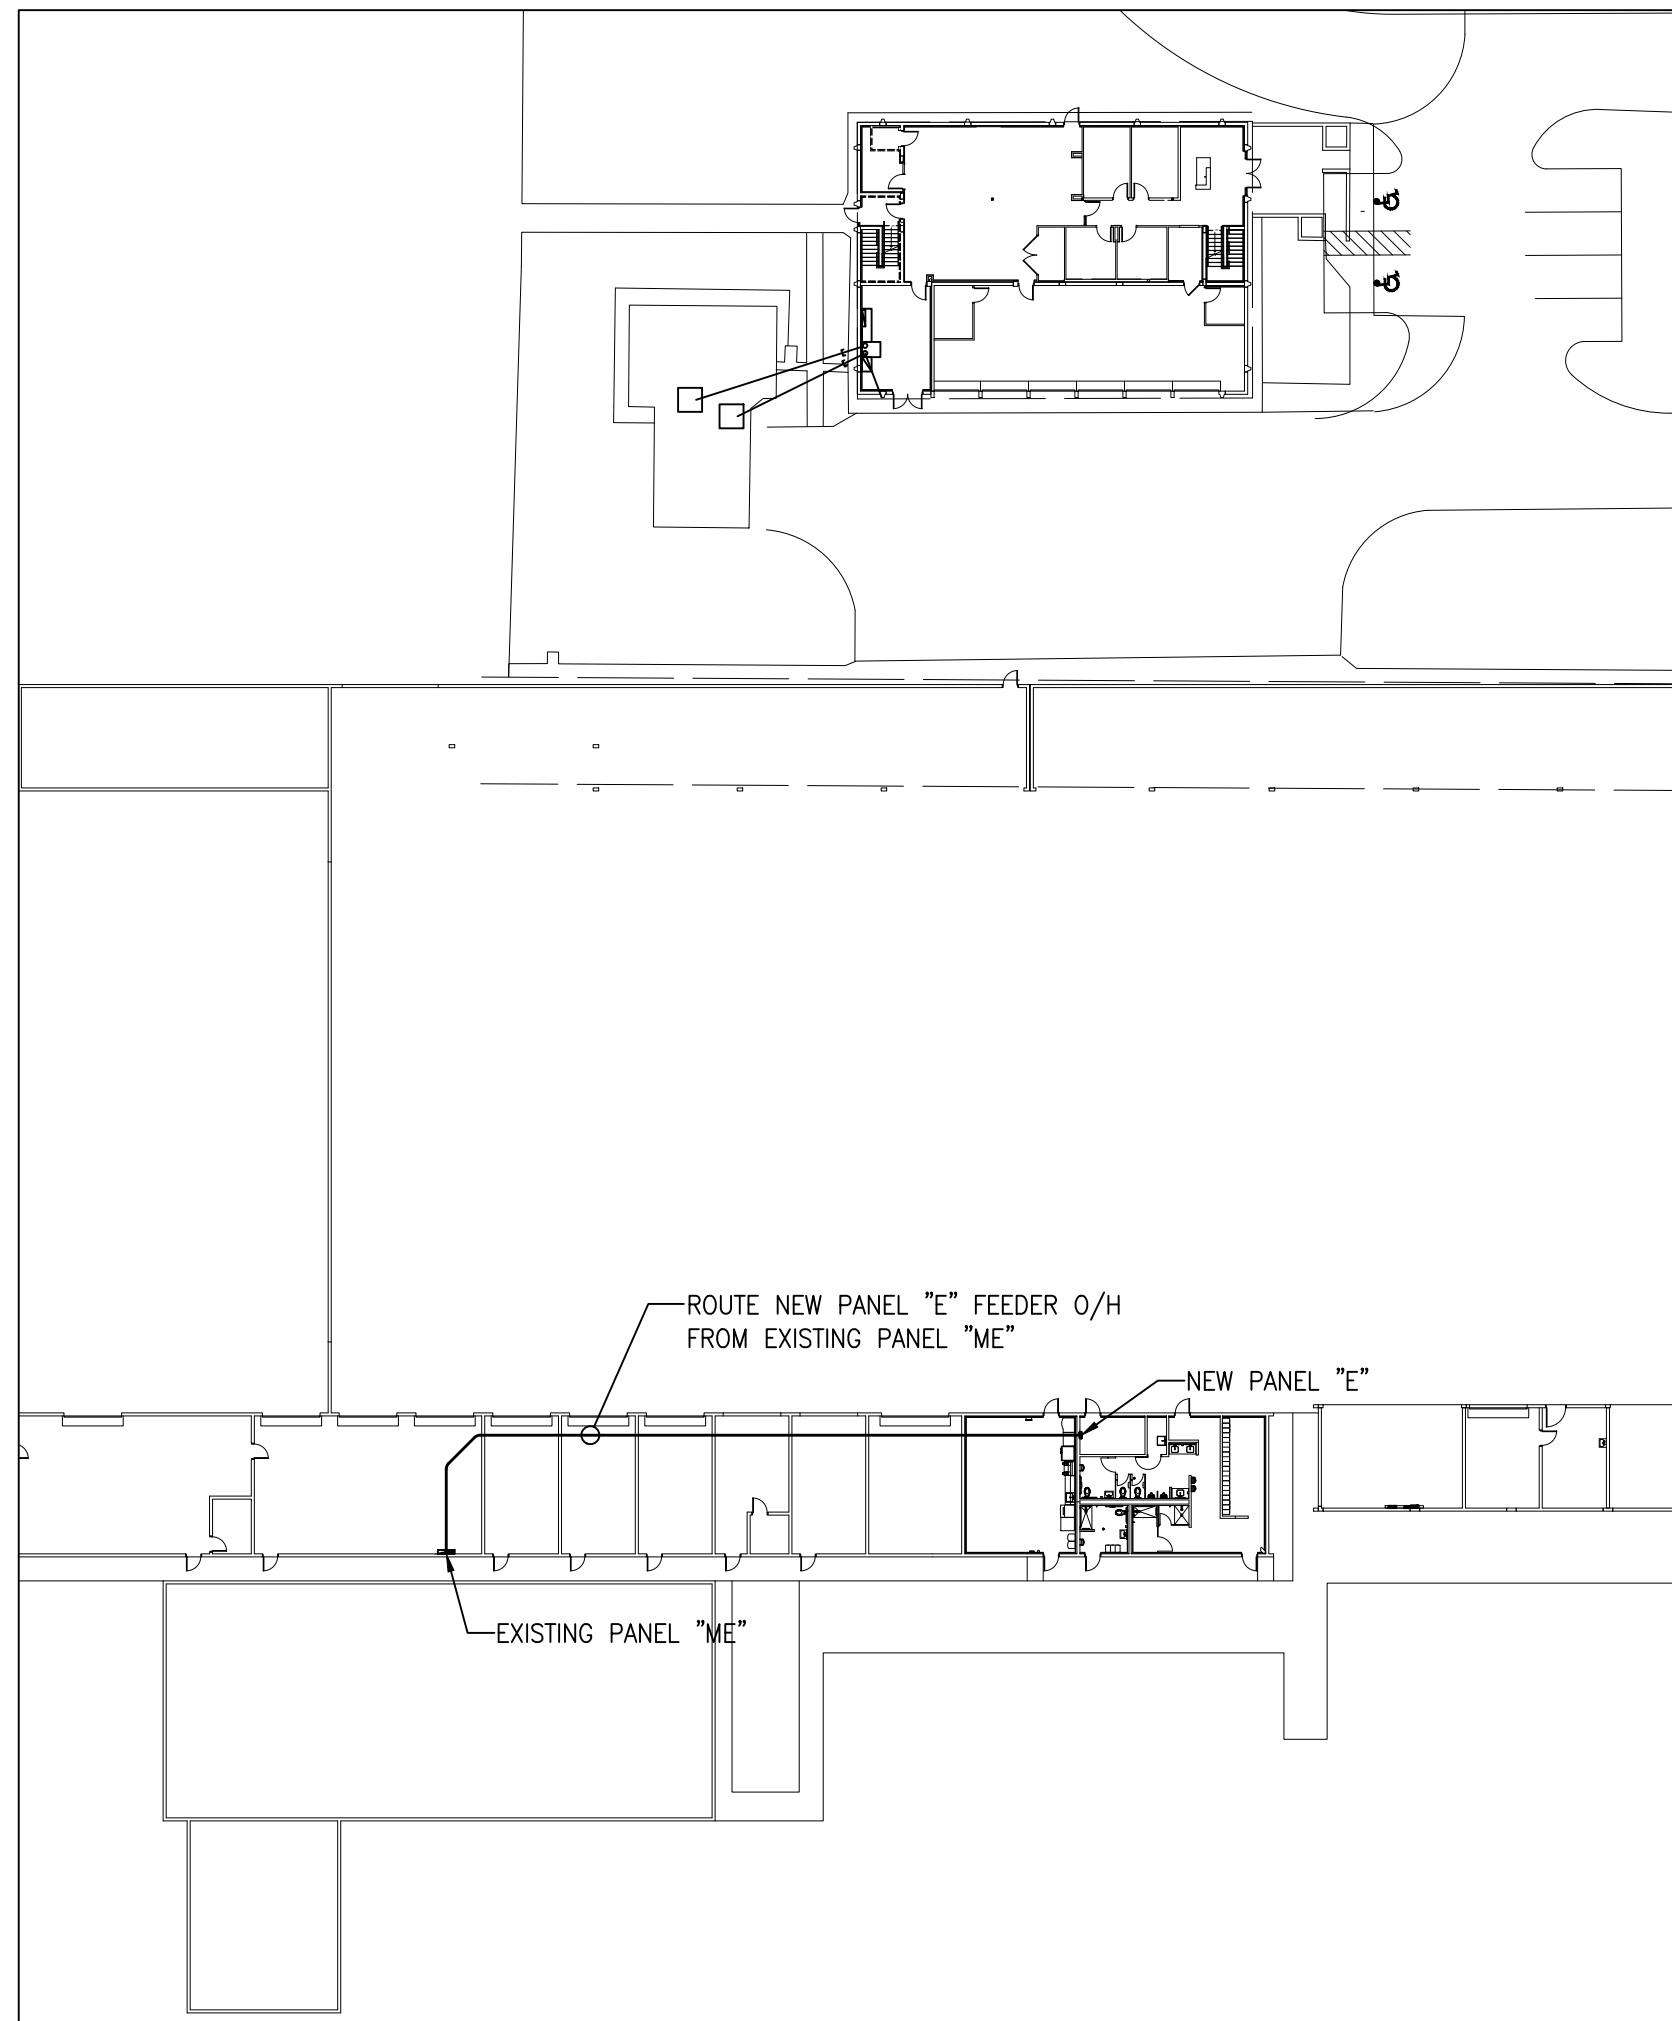 ROUTE NEW PANEL "E" FEEDER O/H
FROM EXISTING PANEL "ME"
NEW PANEL "E"
EXISTING PANEL "ME"